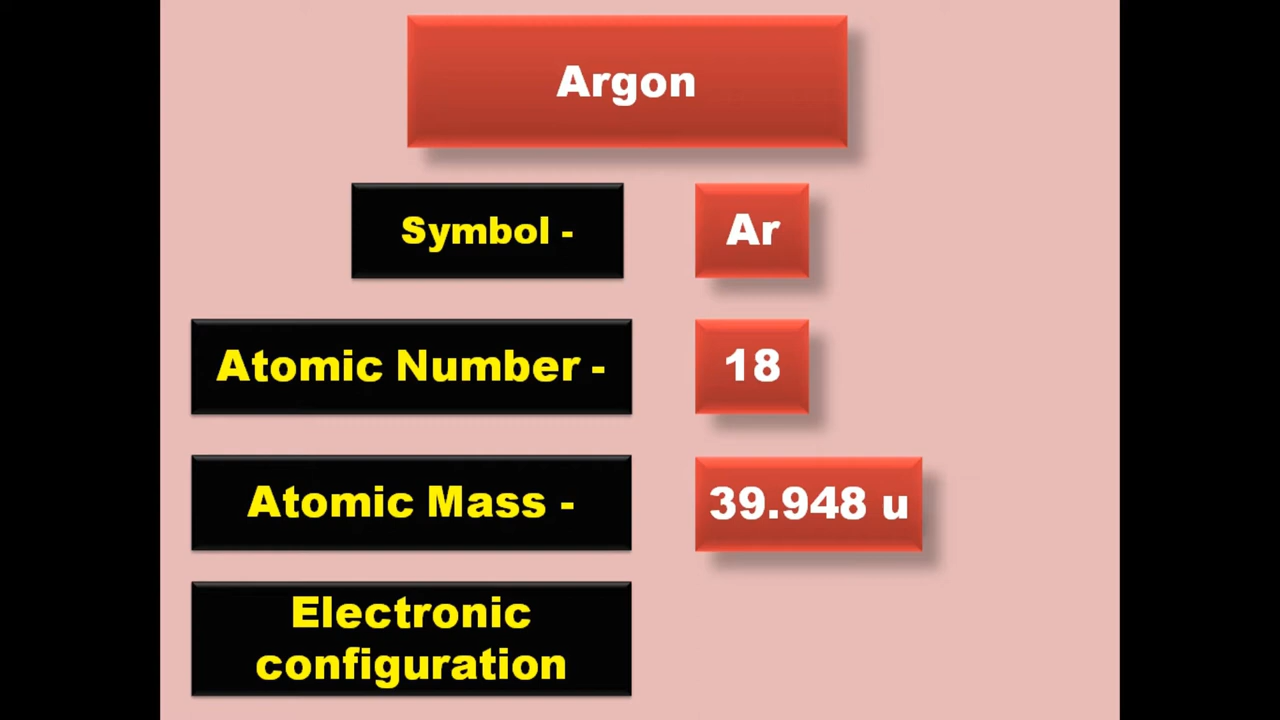 Argon
Symbol - Ar
Atomic Number - 18
Atomic Mass - 39.948 u
Electronic
configuration